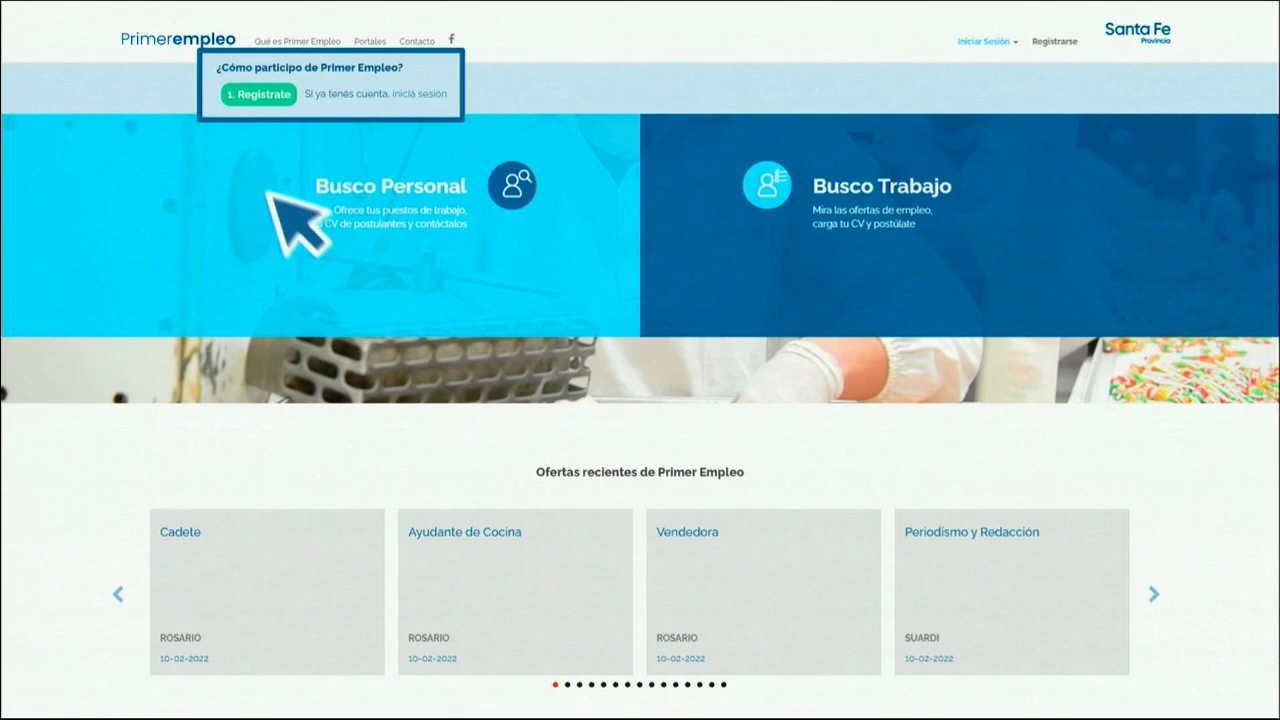 Primerempleo
Qué es Primer Empleo
Portales
Contacto
f
Iniciar Sesión
Registrarse
Santa Fe
Provincia
¿Cómo participo de Primer Empleo?
1. Registrate
Si ya tenés cuenta, iniciá sesión
Busco Personal
Ofrece tus puestos de trabajo,
CV de postulantes y contáctalos
Busco Trabajo
Mira las ofertas de empleo,
carga tu CV y postúlate
Ofertas recientes de Primer Empleo
Cadete
ROSARIO
10-02-2022
Ayudante de Cocina
ROSARIO
10-02-2022
Vendedora
ROSARIO
10-02-2022
Periodismo y Redacción
SUARDI
10-02-2022